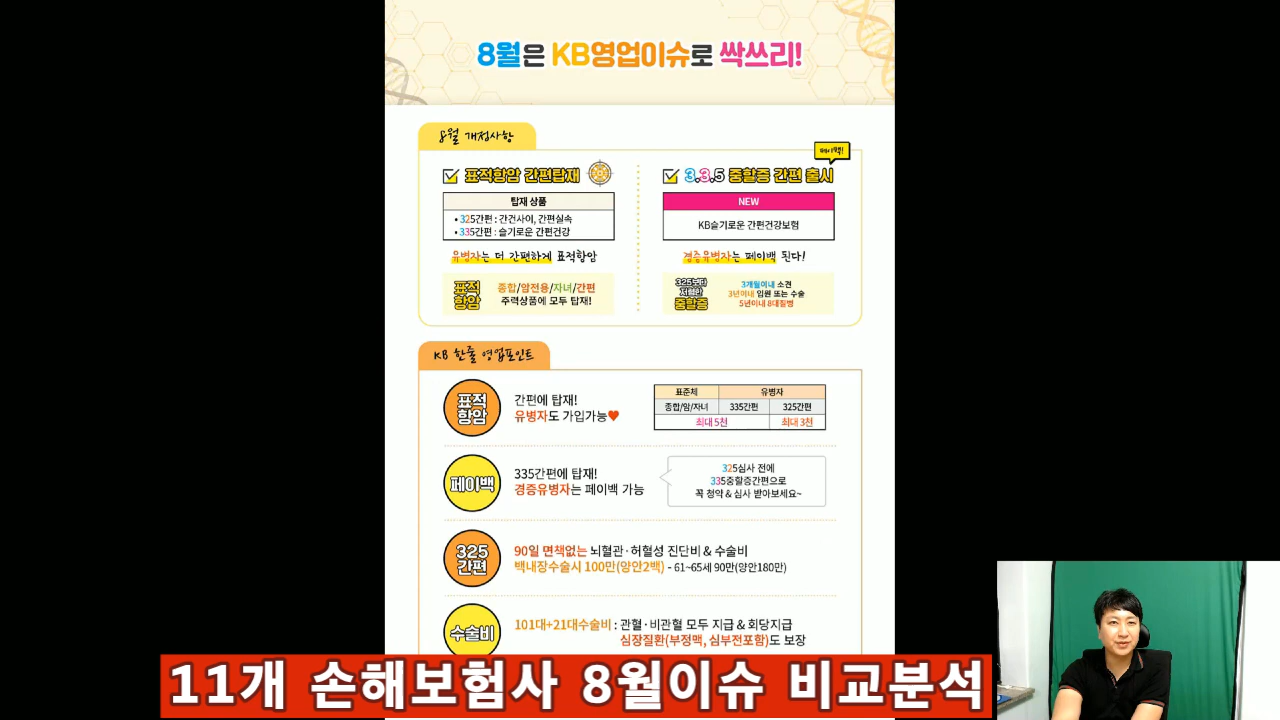 8월은 KB영업이슈로 싹쓰리!
8월 개정사항
페이백!
표적항암 간편탑재
탑재 상품
• 325간편 : 간건사이, 간편실속
• 335간편 : 슬기로운 간편건강
유병자는 더 간편하게 표적항암
표적
항암
종합/암전용/자녀/간편
주력상품에 모두 탑재!
3.3.5 중할증 간편 출시
NEW
KB슬기로운 간편건강보험
경증유병자는 페이백 된다!
325보다
저렴한
중할증
3개월이내 소견
3년이내 입원 또는 수술
5년이내 8대질병
KB 한줄 영업포인트
표적
항암
간편에 탑재!
유병자도 가입가능♥
표준체 유병자
종합/암/자녀 335간편 325간편
최대 5천 최대 3천
페이백
335간편에 탑재!
경증유병자는 페이백 가능
325심사 전에
335중할증간편으로
꼭 청약 & 심사 받아보세요~
325
간편
90일 면책없는 뇌혈관·허혈성 진단비 & 수술비
백내장수술시 100만(양안2백) - 61~65세 90만(양안180만)
수술비
101대+21대수술비 : 관혈·비관혈 모두 지급 & 회당지급
심장질환(부정맥, 심부전포함)도 보장
11개 손해보험사 8월이슈 비교분석